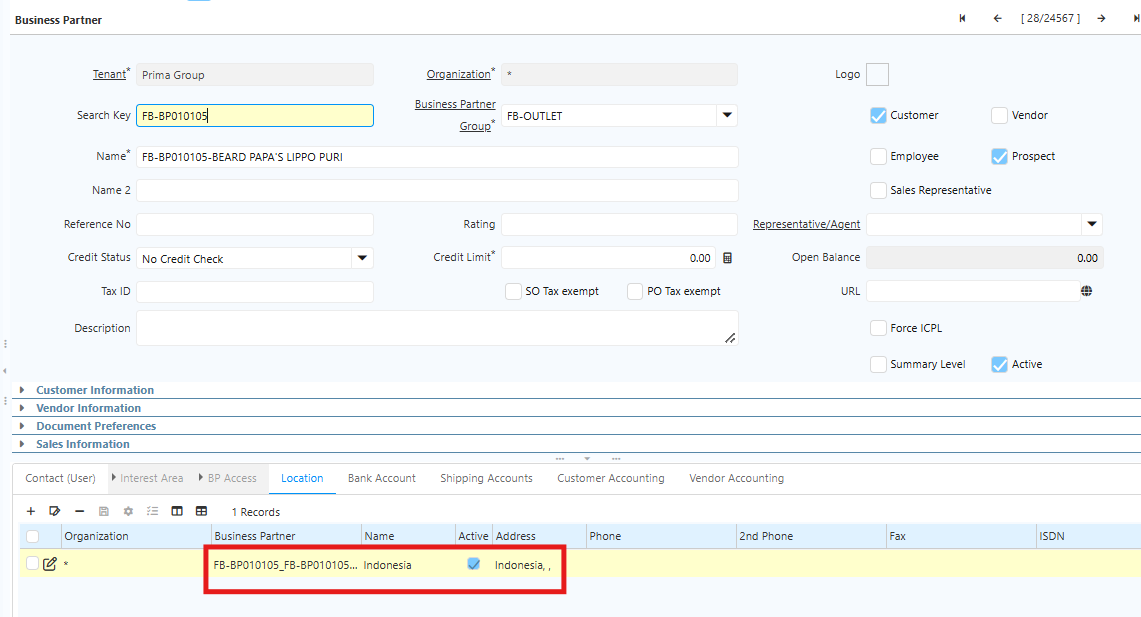 Business Partner [ 28/24567 ]
Tenant* Prima Group Organization* * Logo
Search Key FB-BP010105 Business Partner Group* FB-OUTLET Customer Vendor
Name* FB-BP010105-BEARD PAPA'S LIPPO PURI Employee Prospect
Name 2 Sales Representative
Reference No Rating Representative/Agent
Credit Status No Credit Check Credit Limit* 0.00 Open Balance 0.00
Tax ID SO Tax exempt PO Tax exempt URL
Description Force ICPL
Summary Level Active
Customer Information
Vendor Information
Document Preferences
Sales Information
Contact (User) Interest Area BP Access Location Bank Account Shipping Accounts Customer Accounting Vendor Accounting
1 Records
Organization Business Partner Name Active Address Phone 2nd Phone Fax ISDN
* FB-BP010105_FB-BP010105... Indonesia Indonesia, ,